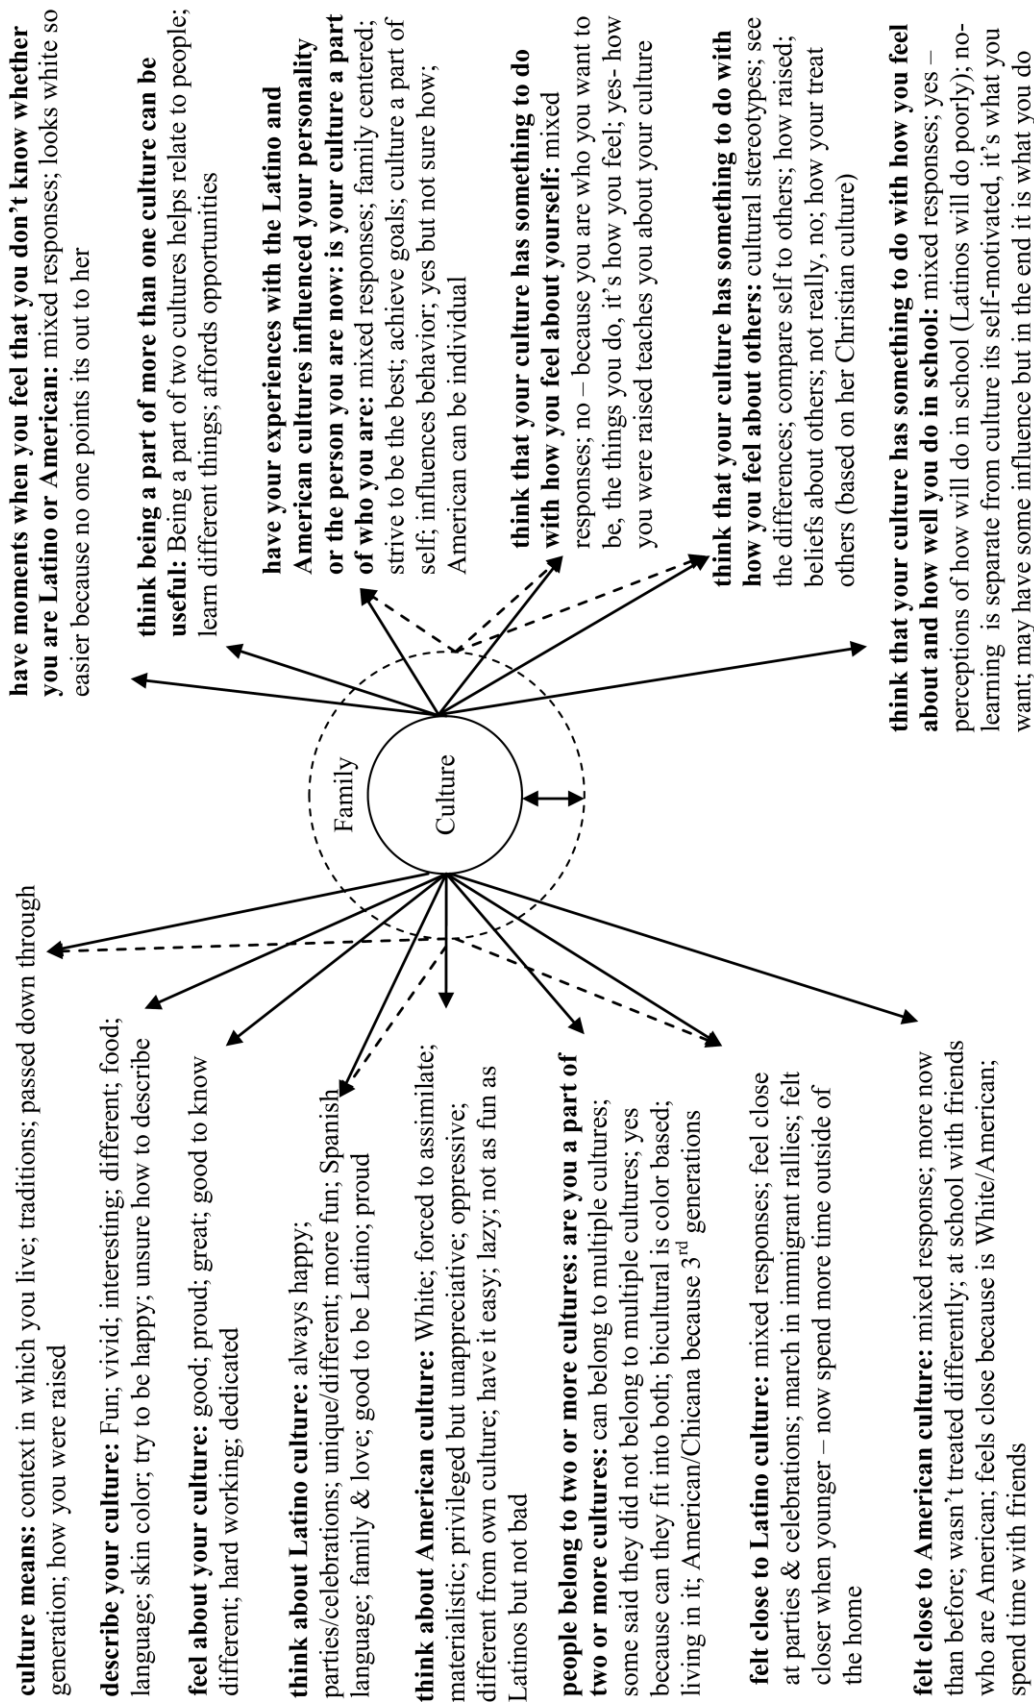 culture means: context in which you live; traditions; passed down through
generation; how you were raised
describe your culture: Fun; vivid; interesting; different; food;
language; skin color; try to be happy; unsure how to describe
feel about your culture: good; proud; great; good to know
different; hard working; dedicated
think about Latino culture: always happy;
parties/celebrations; unique/different; more fun; Spanish
language; family & love; good to be Latino; proud
think about American culture: White; forced to assimilate;
materialistic; privileged but unappreciative; oppressive;
different from own culture; have it easy; lazy; not as fun as
Latinos but not bad
people belong to two or more cultures: are you a part of
two or more cultures: can belong to multiple cultures;
some said they did not belong to multiple cultures; yes
because can they fit into both; bicultural is color based;
living in it; American/Chicana because 3rd generations
felt close to Latino culture: mixed responses; feel close
at parties & celebrations; march in immigrant rallies; felt
closer when younger – now spend more time outside of
the home
felt close to American culture: mixed response; more now
than before; wasn't treated differently; at school with friends
who are American; feels close because is White/American;
spend time with friends
Family
Culture
have moments when you feel that you don't know whether
you are Latino or American: mixed responses; looks white so
easier because no one points its out to her
think being a part of more than one culture can be
useful: Being a part of two cultures helps relate to people;
learn different things; affords opportunities
have your experiences with the Latino and
American cultures influenced your personality
or the person you are now: is your culture a part
of who you are: mixed responses; family centered;
strive to be the best; achieve goals; culture a part of
self; influences behavior; yes but not sure how;
American can be individual
think that your culture has something to do
with how you feel about yourself: mixed
responses; no – because you are who you want to
be, the things you do, it's how you feel; yes- how
you were raised teaches you about your culture
think that your culture has something to do with
how you feel about others: cultural stereotypes; see
the differences; compare self to others; how raised;
beliefs about others; not really, no; how your treat
others (based on her Christian culture)
think that your culture has something to do with how you feel
about and how well you do in school: mixed responses; yes –
perceptions of how will do in school (Latinos will do poorly); no-
learning is separate from culture its self-motivated, it's what you
want; may have some influence but in the end it is what you do